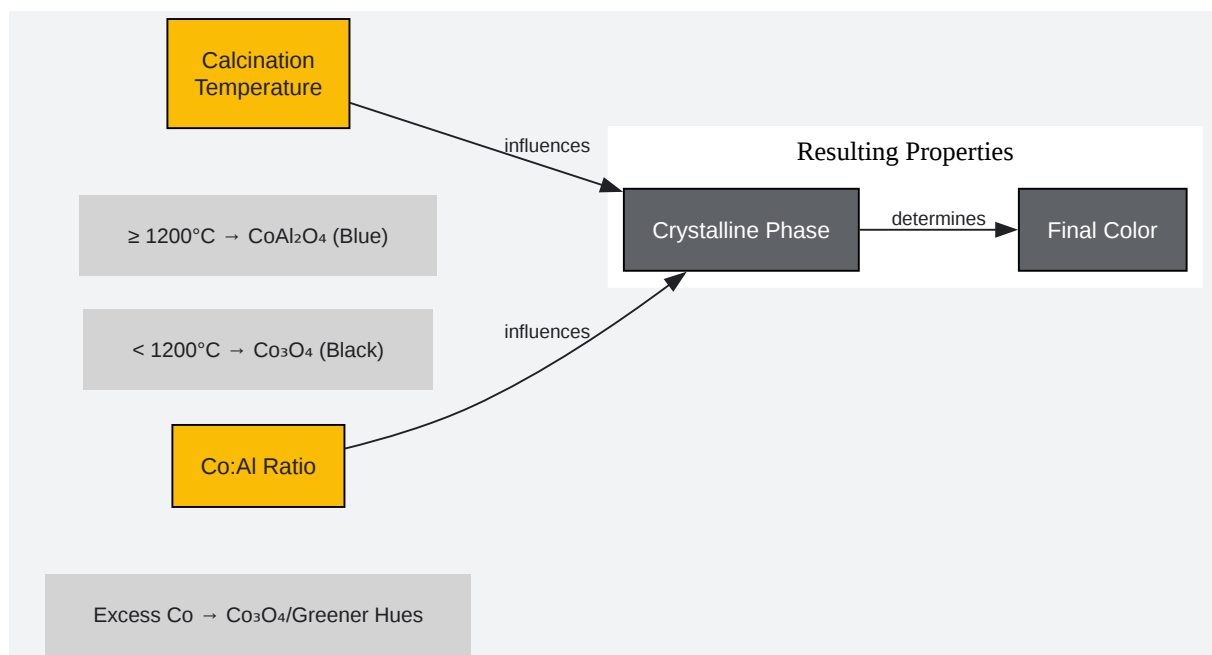 Calcination
Temperature
influences
Resulting Properties
Crystalline Phase
determines
Final Color
≥ 1200°C → CoAl₂O₄ (Blue)
< 1200°C → Co₃O₄ (Black)
influences
Co:Al Ratio
Excess Co → Co₃O₄/Greener Hues